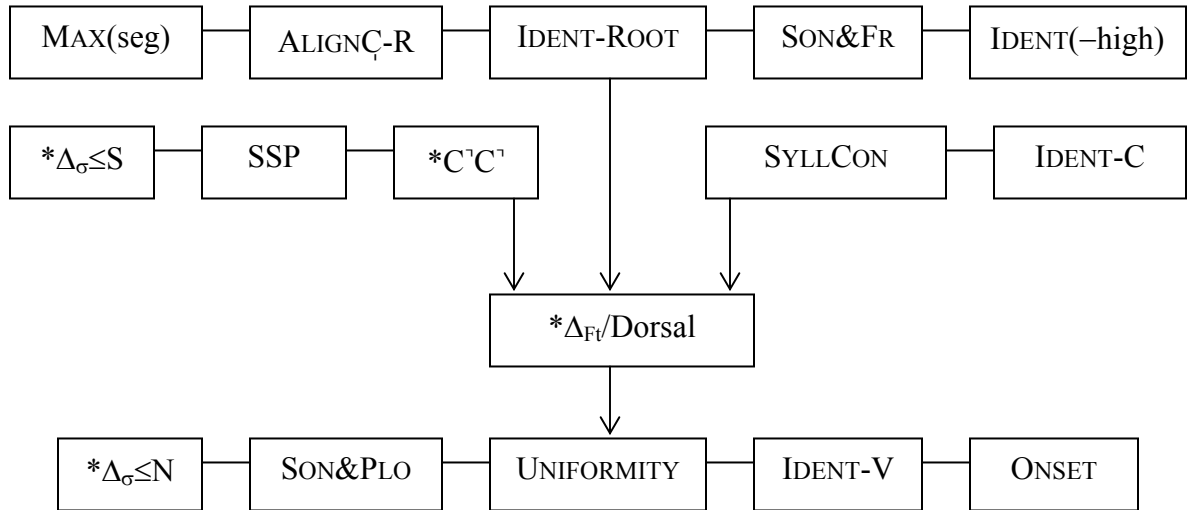 MAX(seg) ALIGNC̩-R IDENT-ROOT SON&FR IDENT(−high)
*Δσ≤S SSP *C̚C̚ SYLLCON IDENT-C
*ΔFt/Dorsal
*Δσ≤N SON&PLO UNIFORMITY IDENT-V ONSET